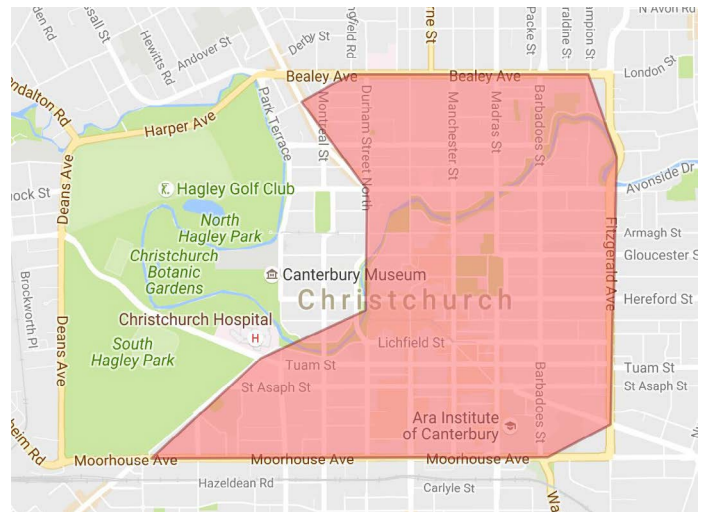 N Avon Rd
Derby St
Andover St
Hewitts Rd
London St
Bealey Ave
Bealey Ave
Harper Ave
Park Terrace
Montreal St
Durham Street North
Manchester St
Madras St
Barbadoes St
Packe St
Deans Ave
Hagley Golf Club
North
Hagley Park
Avonside Dr
Armagh St
Fitzgerald Ave
Christchurch
Botanic
Gardens
Canterbury Museum
Christchurch
Hereford St
Brockworth Pl
Christchurch Hospital
H
South
Hagley Park
Deans Ave
Lichfield St
Tuam St
St Asaph St
Barbadoes St
Tuam St
St Asaph St
Ara Institute
of Canterbury
Moorhouse Ave
Moorhouse Ave
Moorhouse Ave
Hazeldean Rd
Carlyle St